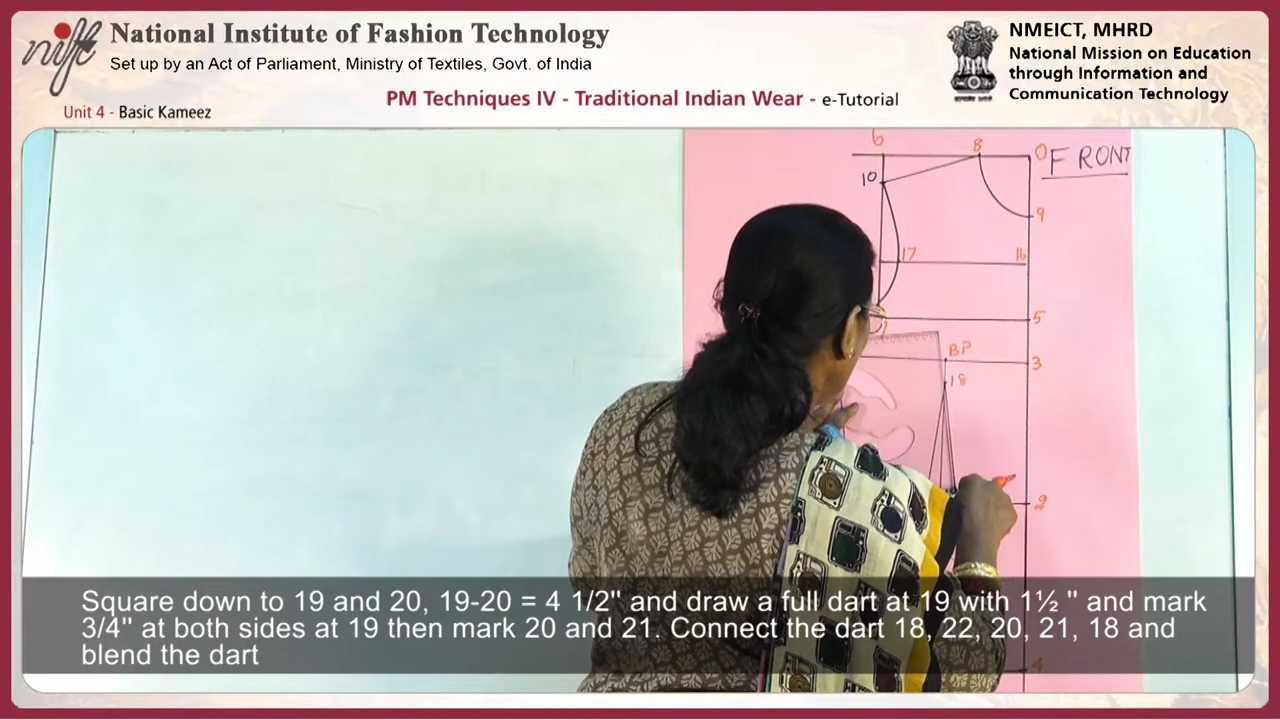 nift
National Institute of Fashion Technology
Set up by an Act of Parliament, Ministry of Textiles, Govt. of India
Unit 4 - Basic Kameez
PM Techniques IV - Traditional Indian Wear - e-Tutorial
NMEICT, MHRD
National Mission on Education
through Information and
Communication Technology
6
8
0
FRONT
10
9
17
16
5
BP
3
18
2
4
Square down to 19 and 20, 19-20 = 4 1/2" and draw a full dart at 19 with 1½ " and mark
3/4" at both sides at 19 then mark 20 and 21. Connect the dart 18, 22, 20, 21, 18 and
blend the dart